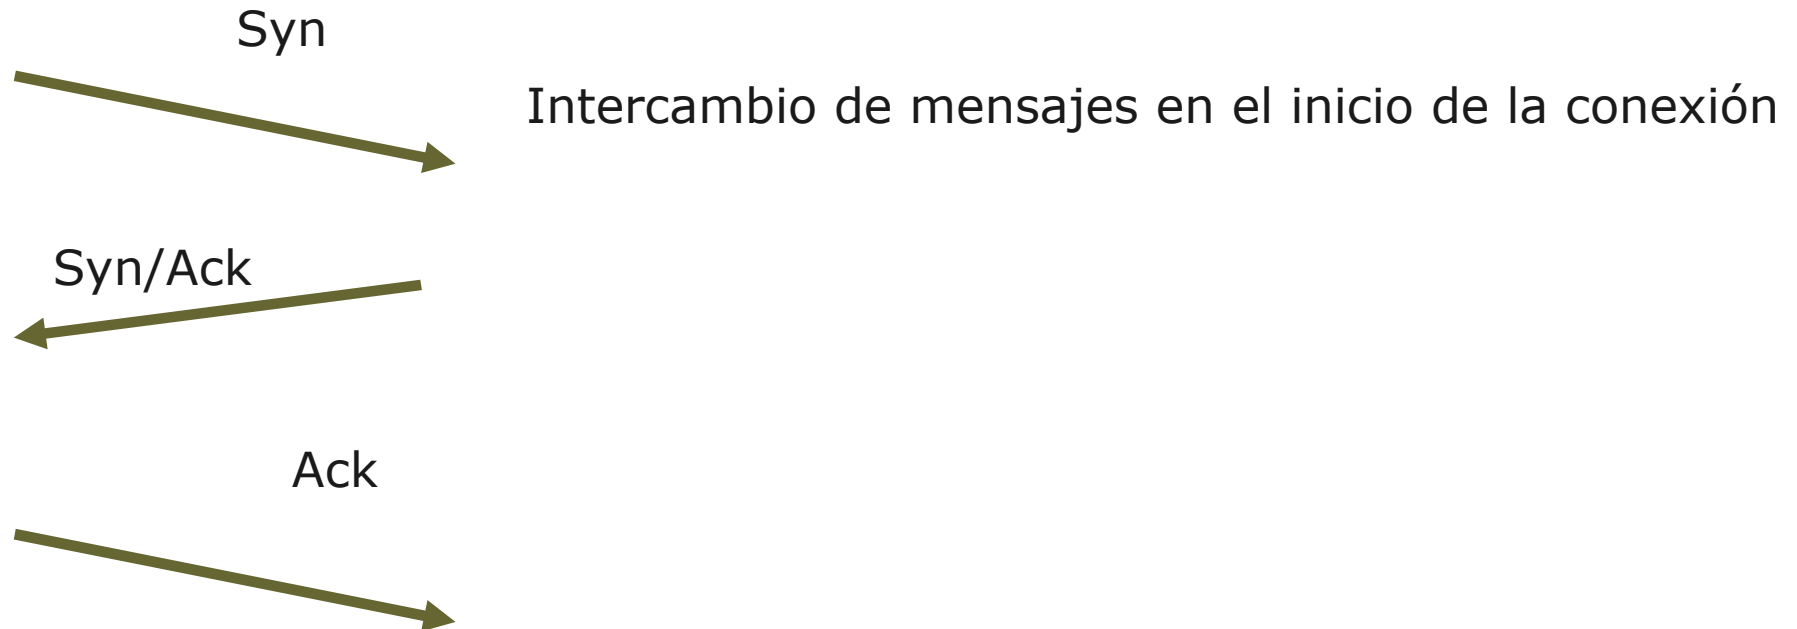 Syn
Intercambio de mensajes en el inicio de la conexión
Syn/Ack
Ack